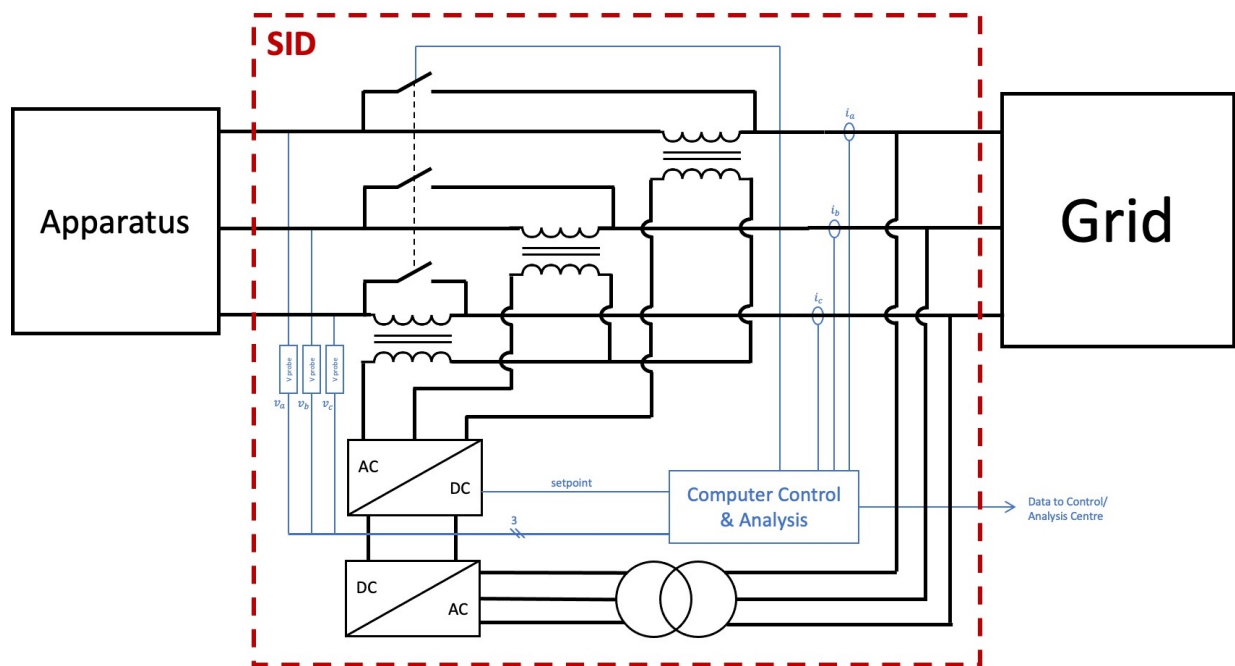 SID
Apparatus
Grid
i_a
i_b
i_c
V probe
V probe
V probe
v_a
v_b
v_c
AC
DC
setpoint
Computer Control
& Analysis
Data to Control/
Analysis Centre
3
DC
AC